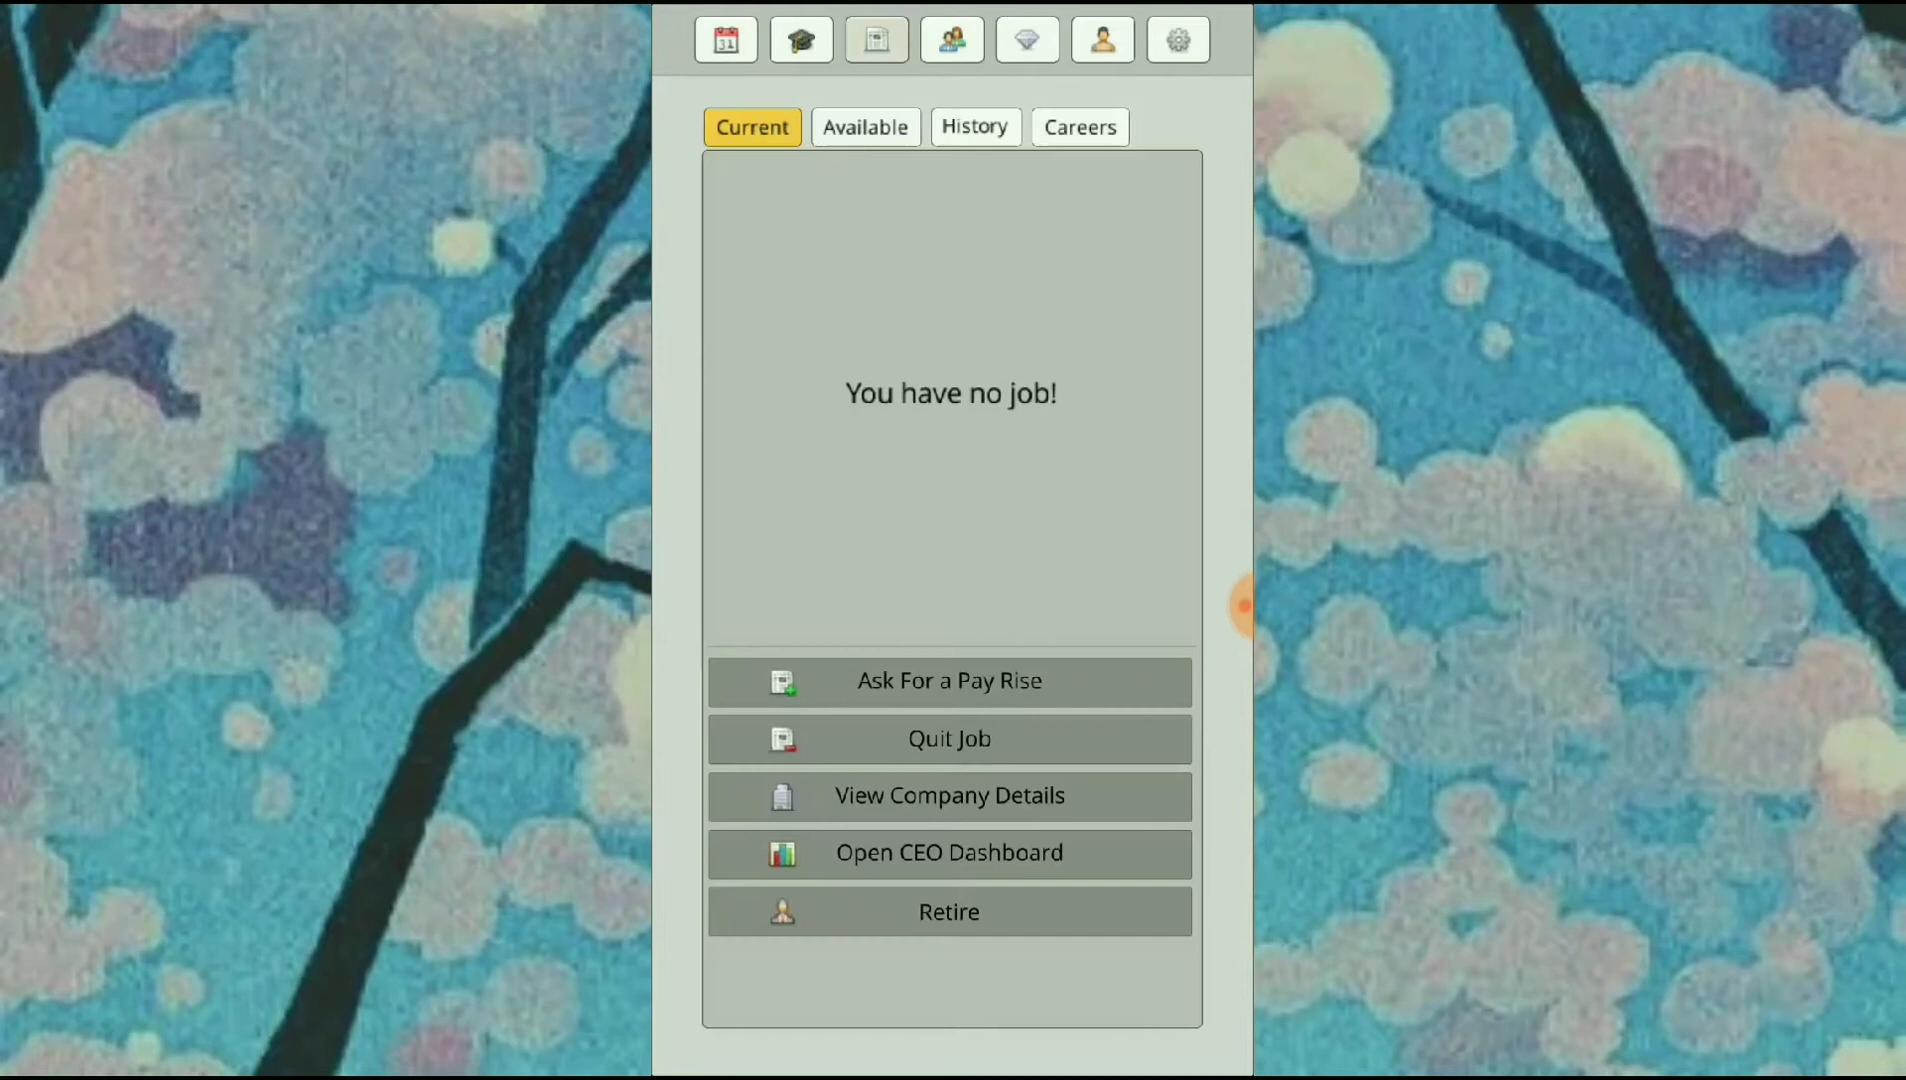 31
Current Available History Careers
You have no job!
Ask For a Pay Rise
Quit Job
View Company Details
Open CEO Dashboard
Retire